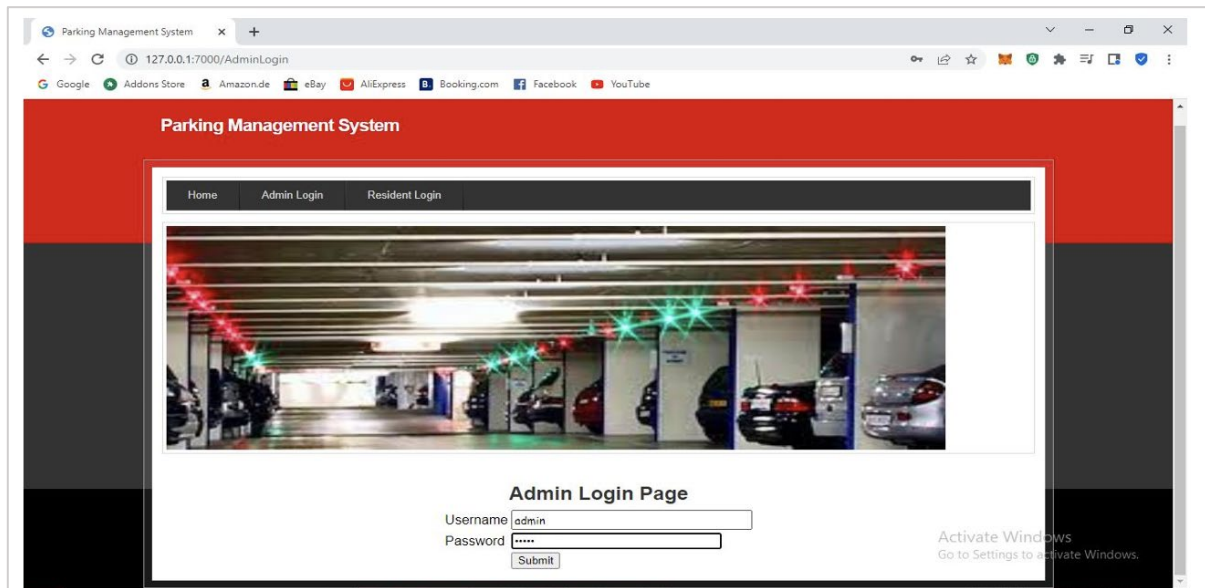 Parking Management System
127.0.0.1:7000/AdminLogin
Google Addons Store Amazon.de eBay AliExpress Booking.com Facebook YouTube
Parking Management System
Home Admin Login Resident Login
Admin Login Page
Username admin
Password •••••
Submit
Activate Windows
Go to Settings to activate Windows.